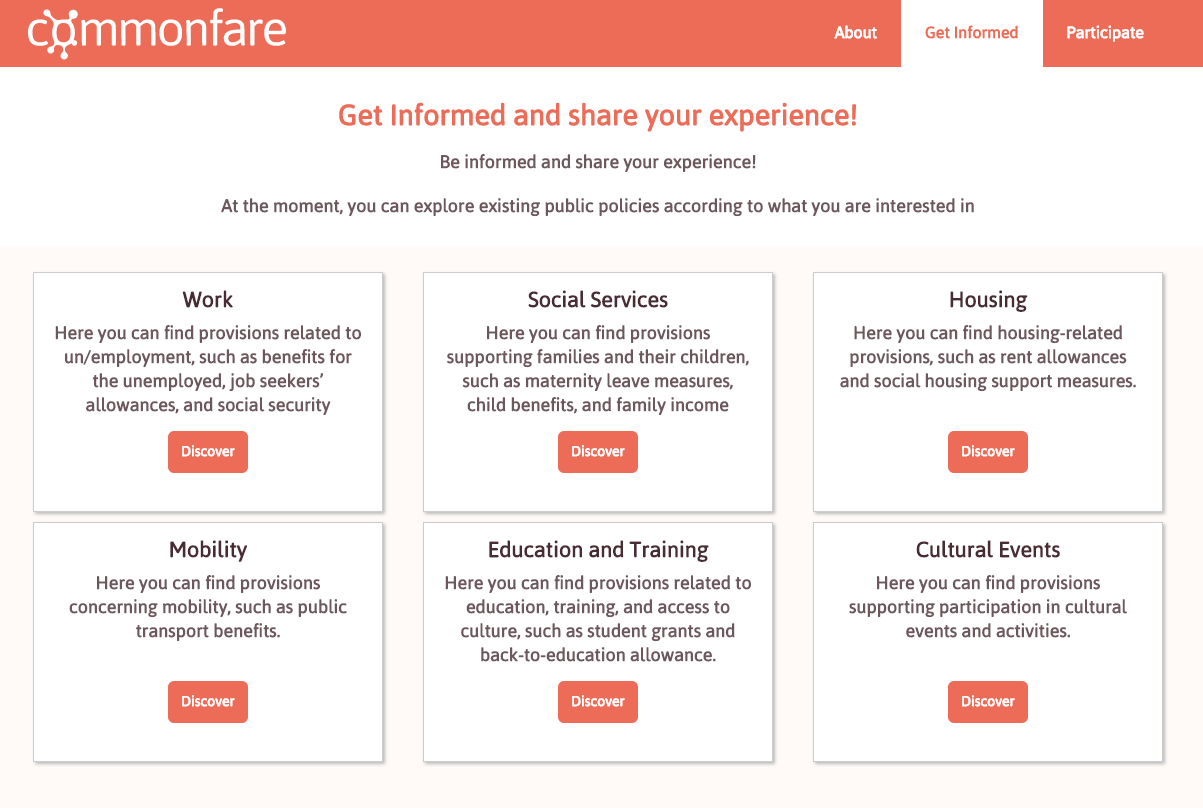 commonfare
About
Get Informed
Participate
Get Informed and share your experience!
Be informed and share your experience!
At the moment, you can explore existing public policies according to what you are interested in
Work
Here you can find provisions related to
un/employment, such as benefits for
the unemployed, job seekers’
allowances, and social security
Discover
Social Services
Here you can find provisions
supporting families and their children,
such as maternity leave measures,
child benefits, and family income
Discover
Housing
Here you can find housing-related
provisions, such as rent allowances
and social housing support measures.
Discover
Mobility
Here you can find provisions
concerning mobility, such as public
transport benefits.
Discover
Education and Training
Here you can find provisions related to
education, training, and access to
culture, such as student grants and
back-to-education allowance.
Discover
Cultural Events
Here you can find provisions
supporting participation in cultural
events and activities.
Discover